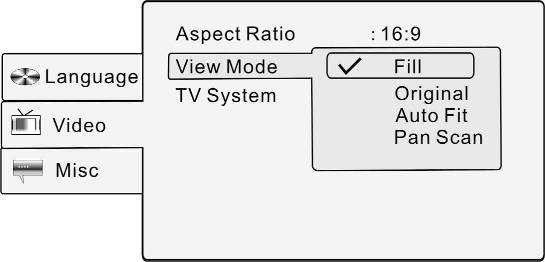 Language
Video
Misc
Aspect Ratio : 16:9
View Mode
TV System
Fill
Original
Auto Fit
Pan Scan